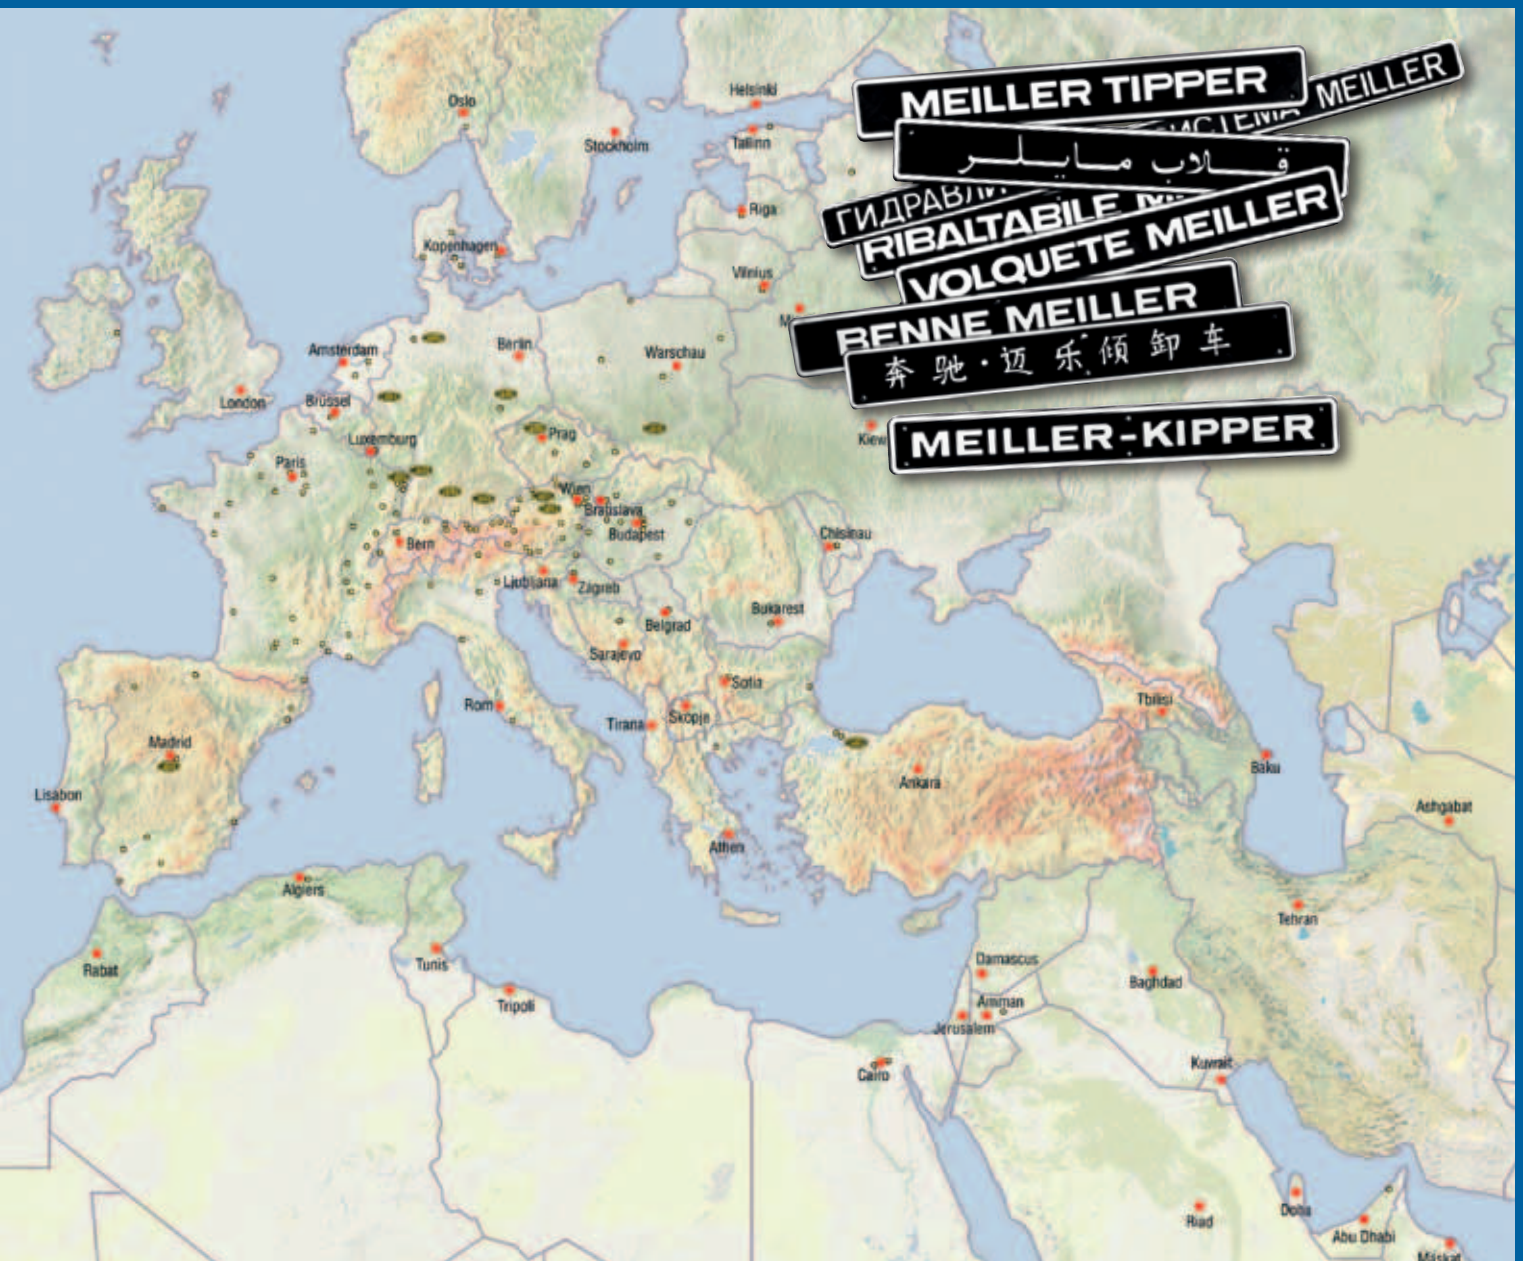 MEILLER TIPPER
MEILLER
قـــلاب مـــايـــلـــر
RIBALTABILE
VOLQUETE MEILLER
BENNE MEILLER
奔驰·迈乐倾卸车
MEILLER-KIPPER
Helsinki
Oslo
Tallinn
Stockholm
Riga
Kopenhagen
Vilnius
Berlin
Amsterdam
Warschau
Brüssel
London
Prag
Luxemburg
Kiew
Paris
Wien
Bratislava
Budapest
Chisinau
Bern
Ljubljana
Zagreb
Bukarest
Belgrad
Sarajevo
Sofia
Tbilisi
Rom
Tirana
Skopje
Madrid
Baku
Ankara
Lisabon
Ashgabat
Athen
Algiers
Tehran
Rabat
Tunis
Damascus
Baghdad
Amman
Tripoli
Jerusalem
Kuwait
Cairo
Doha
Riad
Abu Dhabi
Maskat